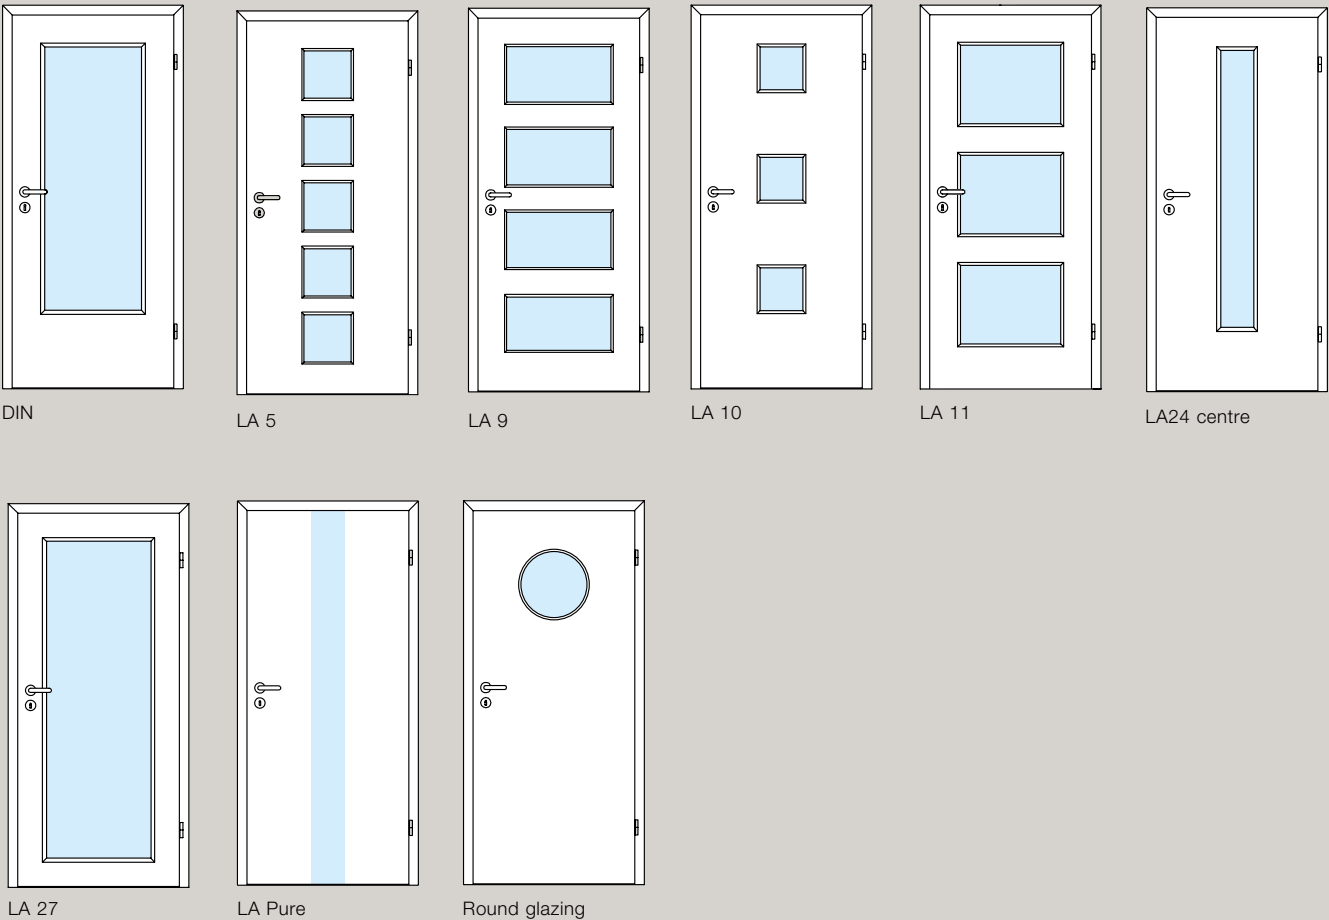 DIN
LA 5
LA 9
LA 10
LA 11
LA24 centre
LA 27
LA Pure
Round glazing